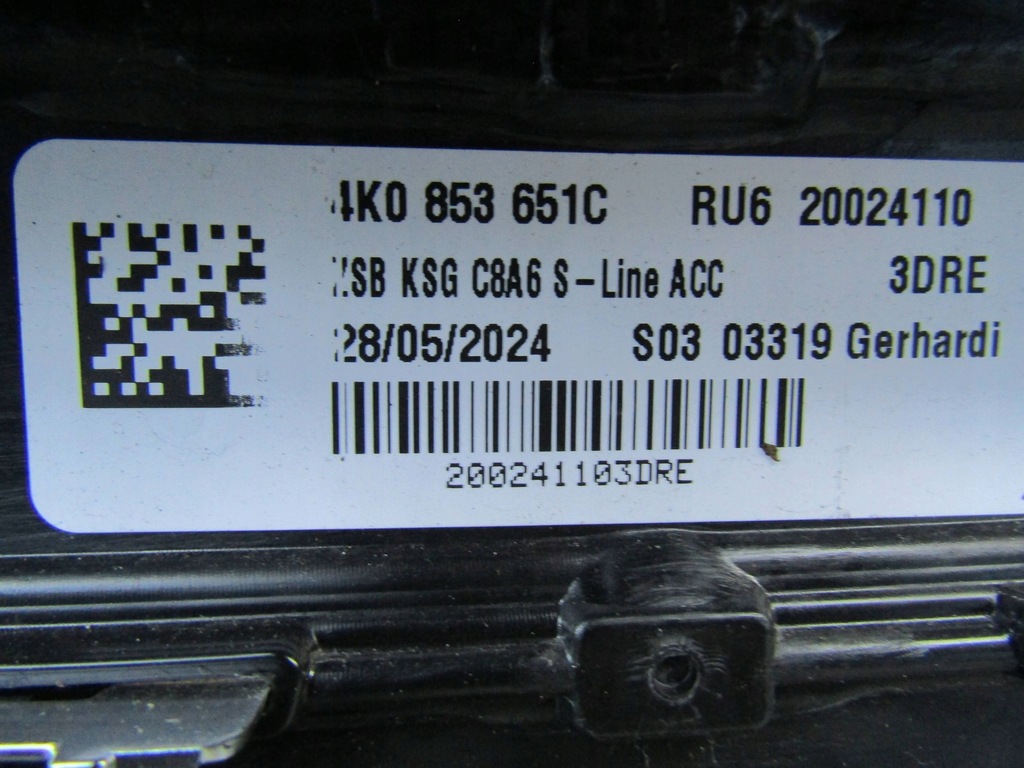 4K0 853 651C RU6 20024110
ZSB KSG C8A6 S-Line ACC 3DRE
28/05/2024 S03 03319 Gerhardi
200241103DRE